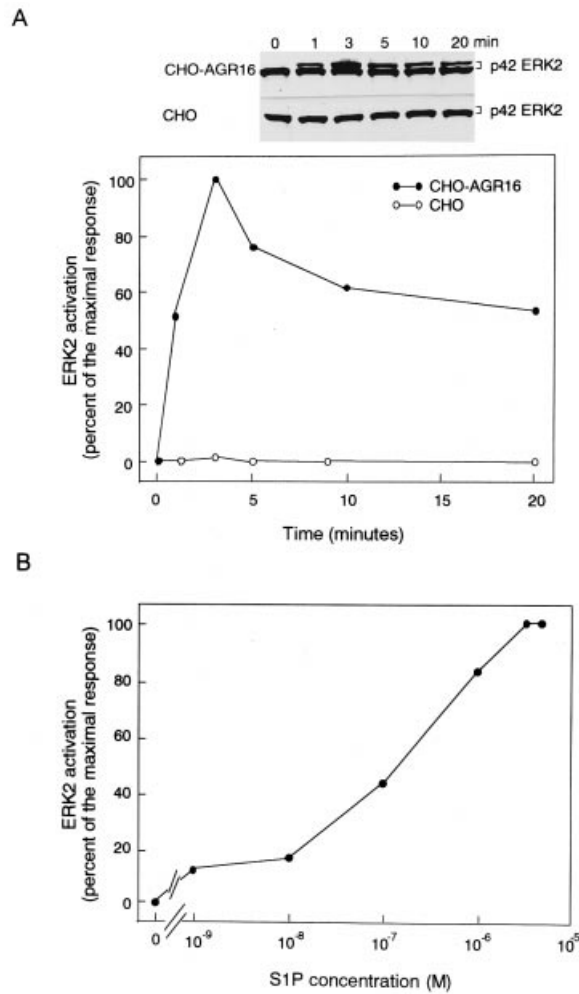 A
0 1 3 5 10 20 min
CHO-AGR16
p42 ERK2
CHO
p42 ERK2
ERK2 activation
(percent of the maximal response)
100
80
60
40
20
0
CHO-AGR16
CHO
0 5 10 15 20
Time (minutes)
B
ERK2 activation
(percent of the maximal response)
100
80
60
40
20
0
0 10⁻⁹ 10⁻⁸ 10⁻⁷ 10⁻⁶ 10⁵
S1P concentration (M)